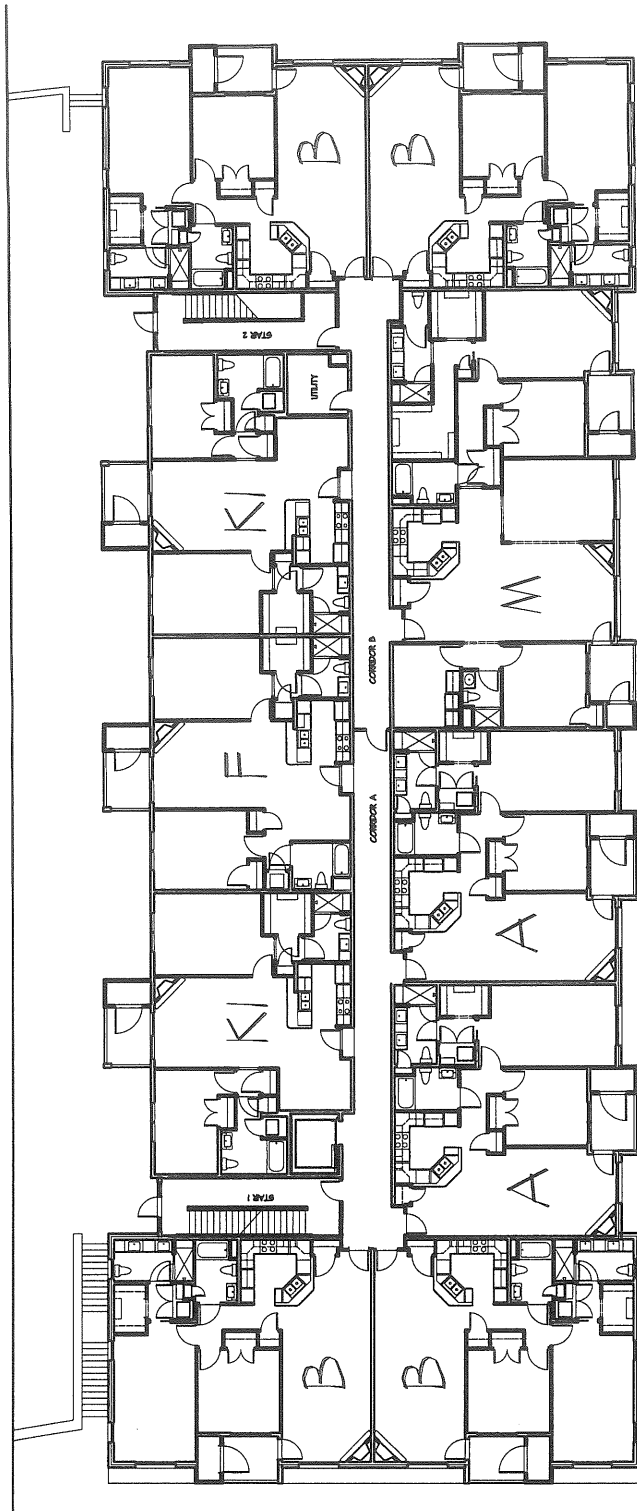 B
B
STAIR 2
UTILITY
K1
M
CORRIDOR B
F
CORRIDOR A
A
K1
A
STAIR 1
B
B